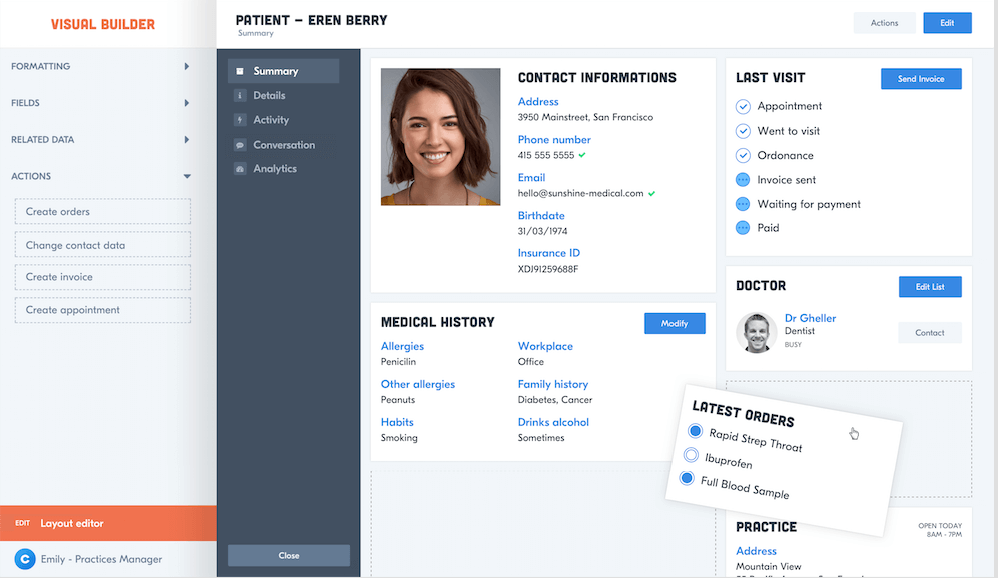 VISUAL BUILDER
FORMATTING
FIELDS
RELATED DATA
ACTIONS
Create orders
Change contact data
Create invoice
Create appointment
EDIT Layout editor
C Emily - Practices Manager
PATIENT – EREN BERRY
Summary
Actions
Edit
Summary
Details
Activity
Conversation
Analytics
Close
CONTACT INFORMATIONS
Address
3950 Mainstreet, San Francisco
Phone number
415 555 5555
Email
hello@sunshine-medical.com
Birthdate
31/03/1974
Insurance ID
XDJ91259688F
MEDICAL HISTORY
Modify
Allergies
Penicilin
Other allergies
Peanuts
Habits
Smoking
Workplace
Office
Family history
Diabetes, Cancer
Drinks alcohol
Sometimes
LAST VISIT
Send Invoice
Appointment
Went to visit
Ordonance
Invoice sent
Waiting for payment
Paid
DOCTOR
Edit List
Dr Gheller
Dentist
BUSY
Contact
LATEST ORDERS
Rapid Strep Throat
Ibuprofen
Full Blood Sample
PRACTICE
OPEN TODAY
8AM - 7PM
Address
Mountain View